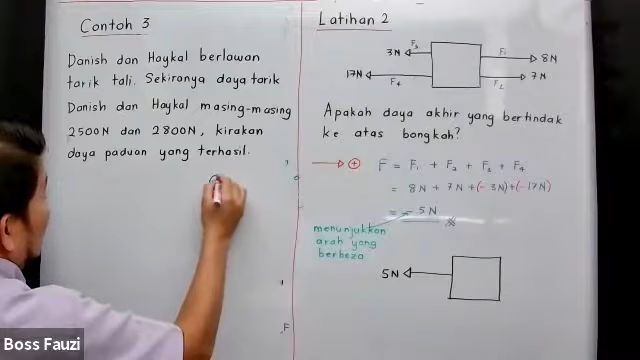 Contoh 3
Danish dan Haykal berlawan
tarik tali. Sekiranya daya tarik
Danish dan Haykal masing-masing
2500N dan 2800N, kirakan
daya paduan yang terhasil.
Latihan 2
3N F₃ F₁ 8N
17N F₄ F₂ 7N
Apakah daya akhir yang bertindak
ke atas bongkah?
+ F = F₁ + F₂ + F₃ + F₄
= 8N + 7N + (- 3N) + (- 17N)
= - 5N
menunjukkan
arah yang
berbeza
5N
F
Boss Fauzi